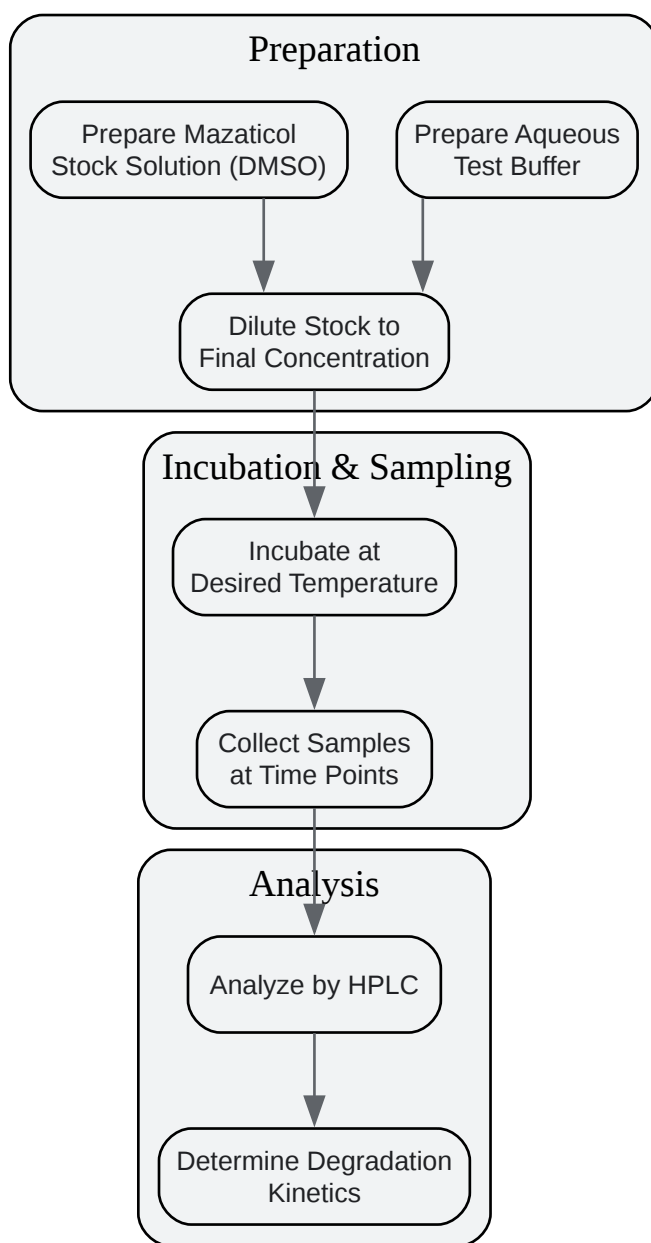 Preparation
Prepare Mazaticol
Stock Solution (DMSO)
Prepare Aqueous
Test Buffer
Dilute Stock to
Final Concentration
Incubation & Sampling
Incubate at
Desired Temperature
Collect Samples
at Time Points
Analysis
Analyze by HPLC
Determine Degradation
Kinetics